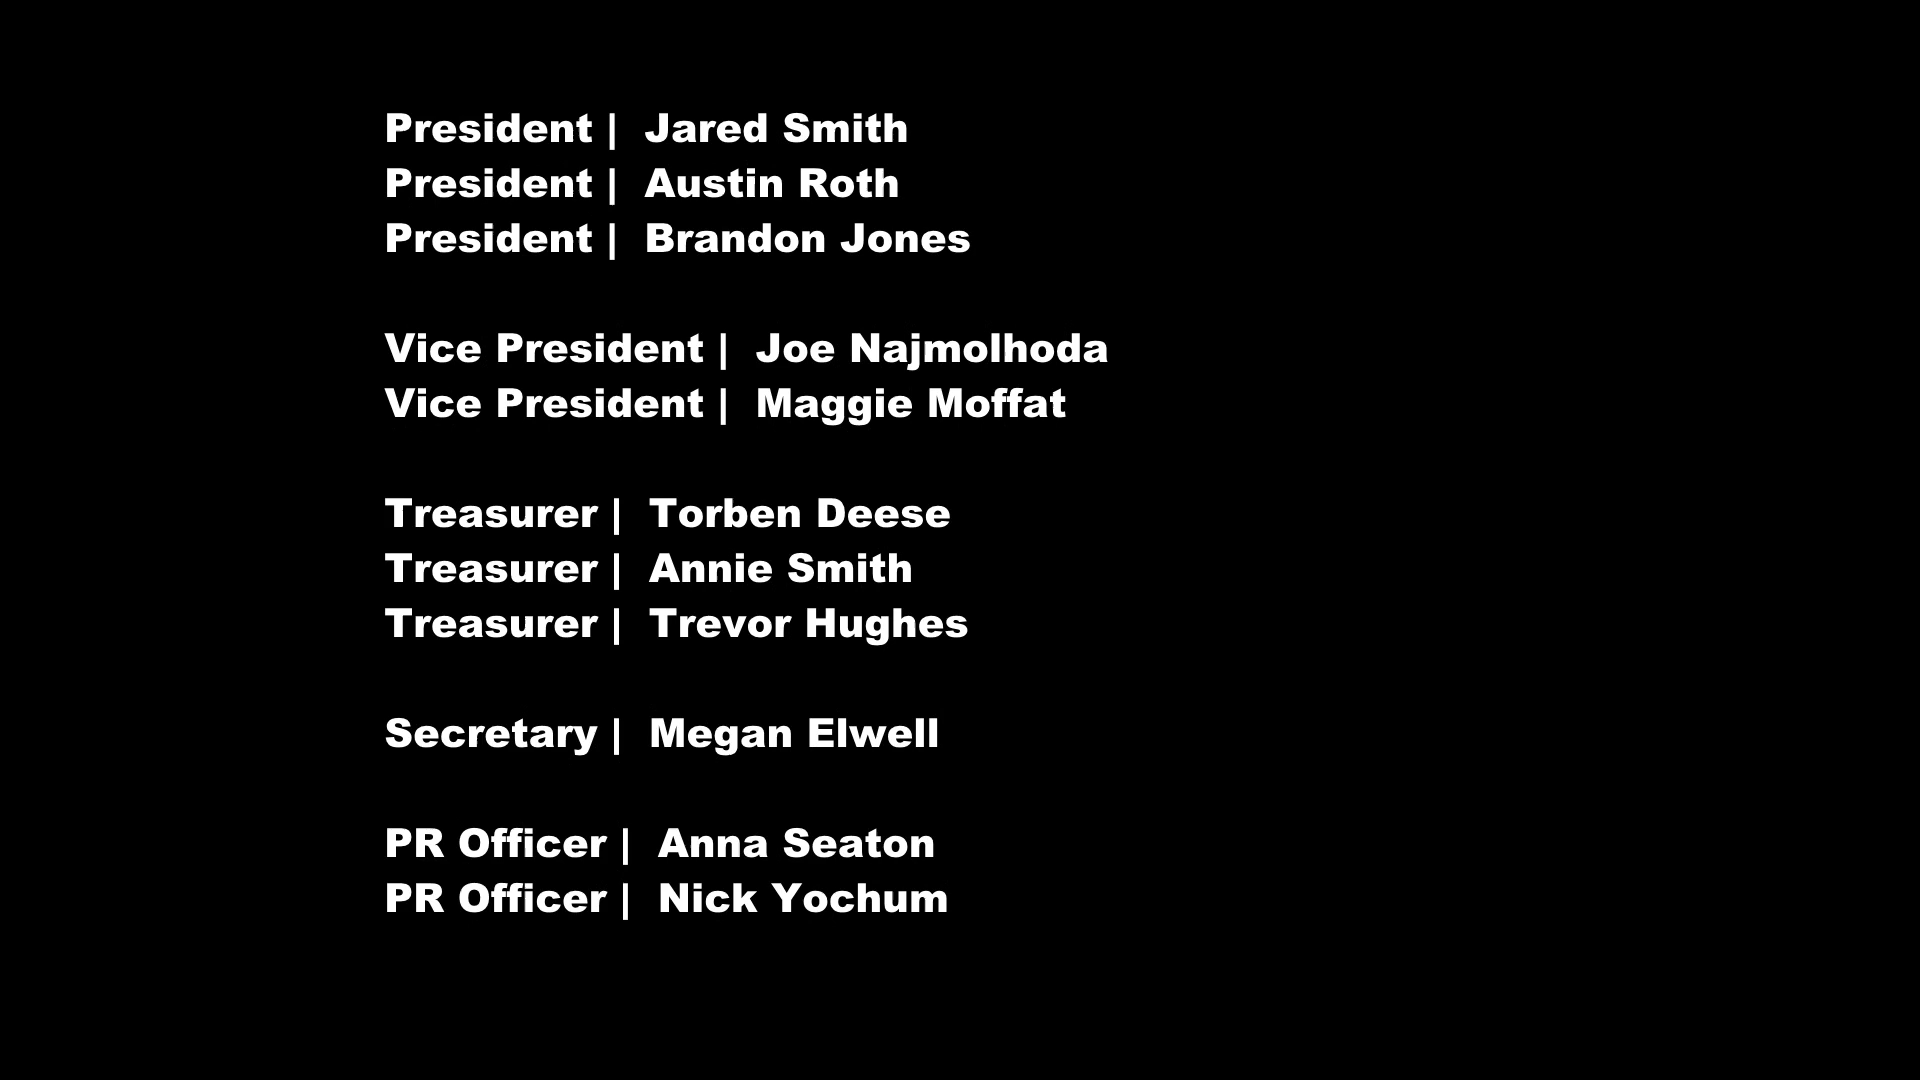 President |  Jared Smith
President |  Austin Roth
President |  Brandon Jones
Vice President |  Joe Najmolhoda
Vice President |  Maggie Moffat
Treasurer |  Torben Deese
Treasurer |  Annie Smith
Treasurer |  Trevor Hughes
Secretary |  Megan Elwell
PR Officer |  Anna Seaton
PR Officer |  Nick Yochum